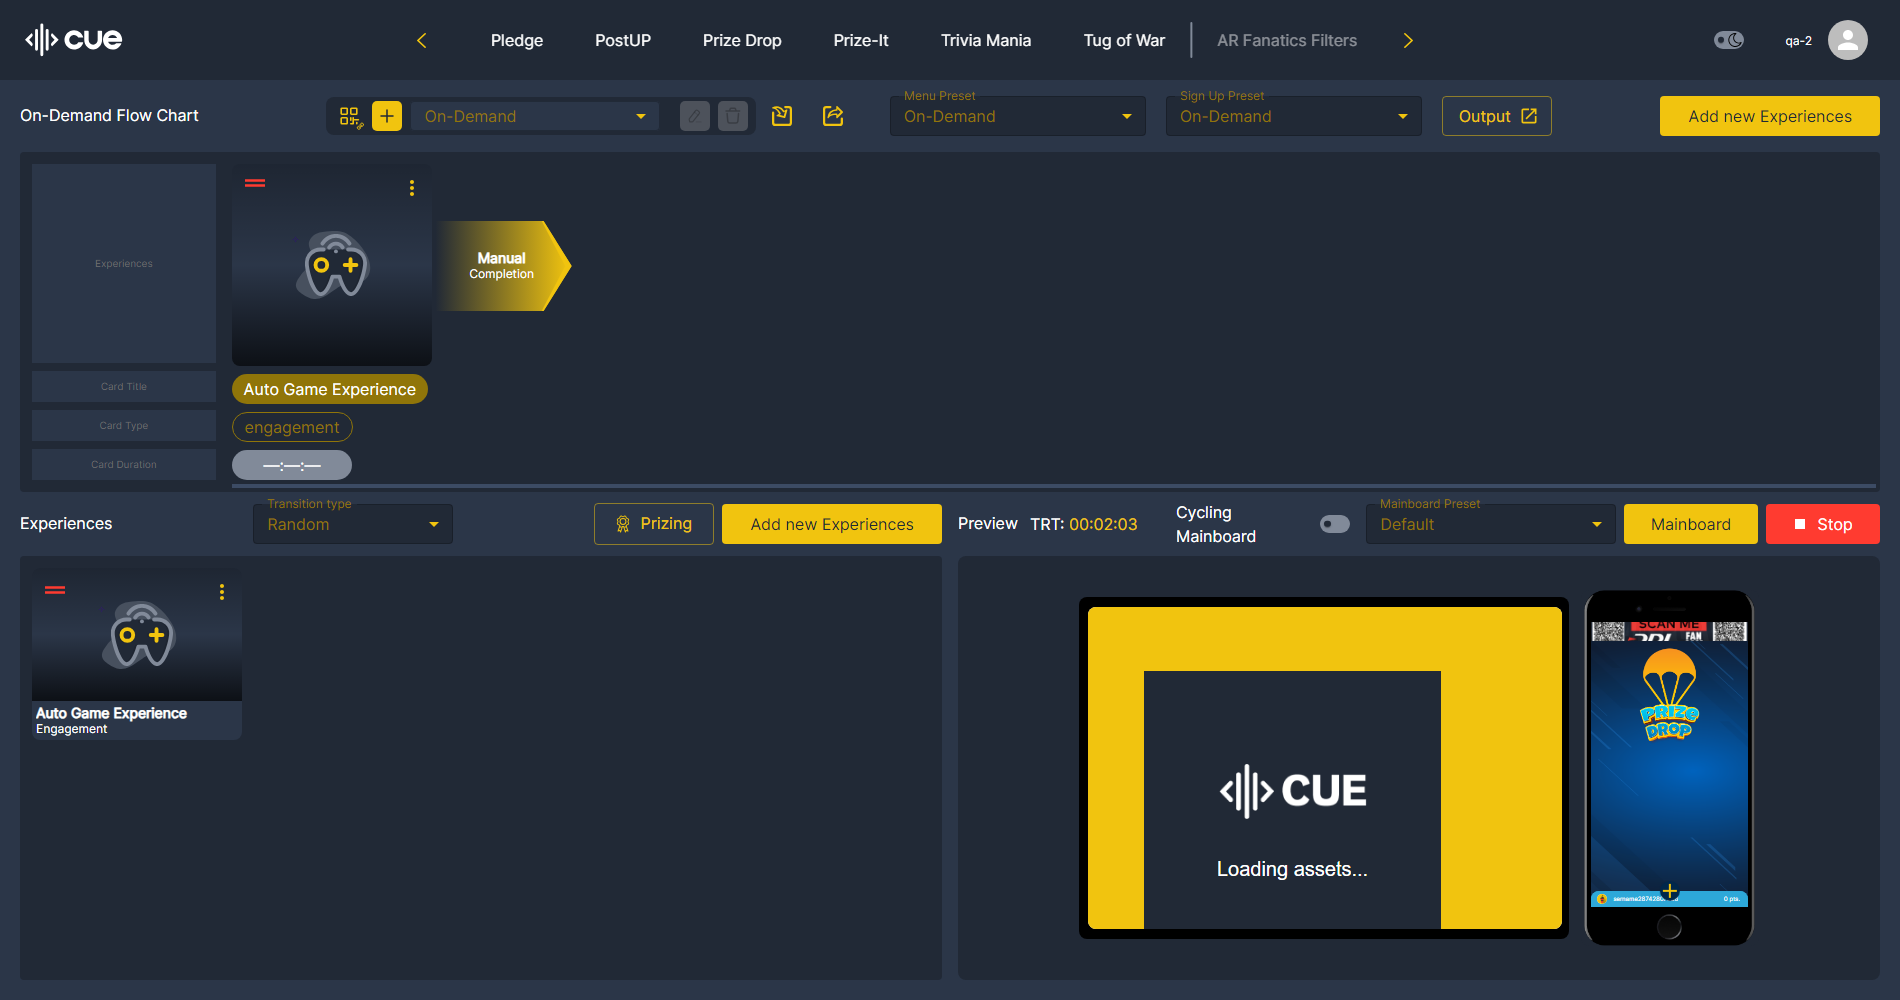 CUE
Pledge
PostUP
Prize Drop
Prize-It
Trivia Mania
Tug of War
AR Fanatics Filters
qa-2
On-Demand Flow Chart
On-Demand
Menu Preset
On-Demand
Sign Up Preset
On-Demand
Output
Add new Experiences
Experiences
Manual
Completion
Card Title
Auto Game Experience
Card Type
engagement
Card Duration
—:—:—
Experiences
Transition type
Random
Prizing
Add new Experiences
Preview
TRT: 00:02:03
Cycling
Mainboard
Mainboard Preset
Default
Mainboard
Stop
Auto Game Experience
Engagement
CUE
Loading assets...
SCAN ME
FAN
PRIZE
DROP
0 pts.